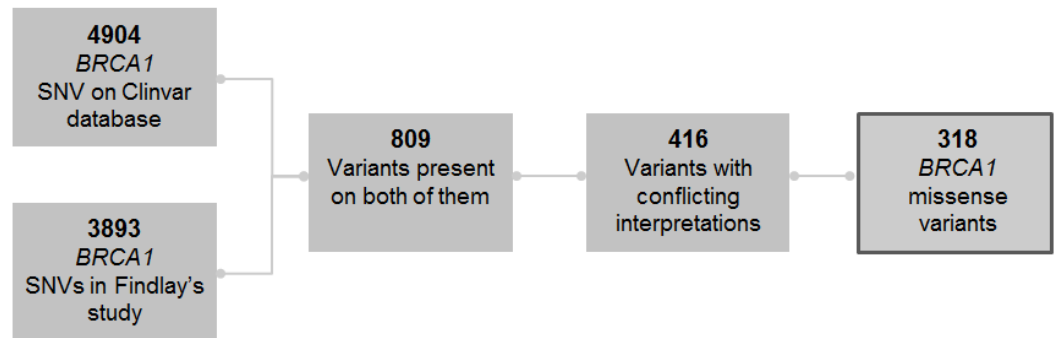 4904
BRCA1
SNV on Clinvar
database
3893
BRCA1
SNVs in Findlay's
study
809
Variants present
on both of them
416
Variants with
conflicting
interpretations
318
BRCA1
missense
variants